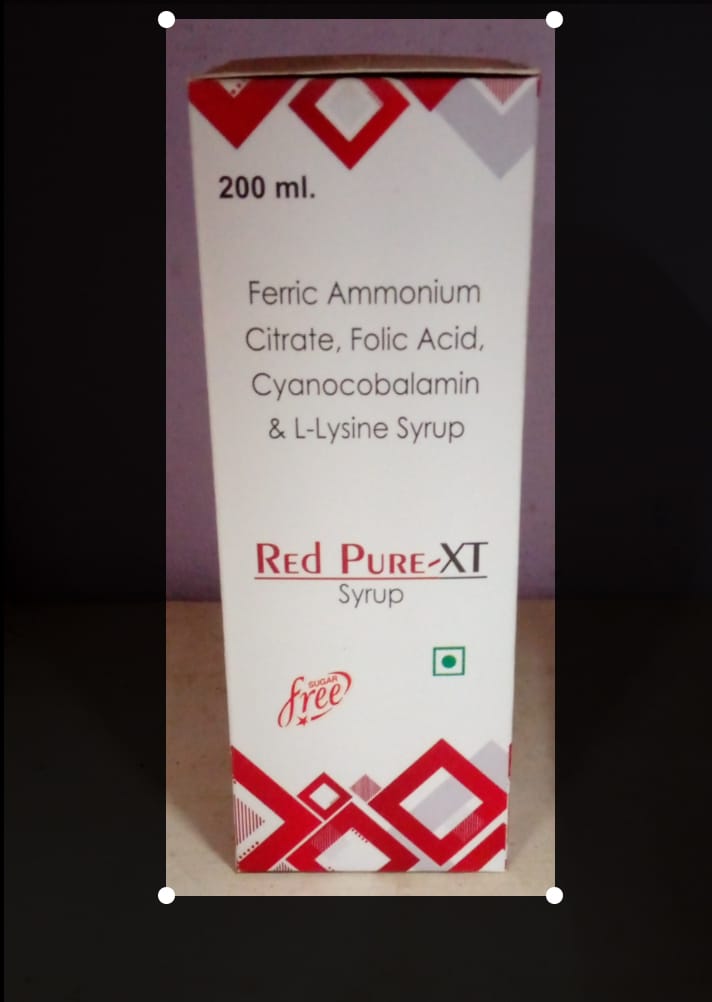 200 ml.
Ferric Ammonium
Citrate, Folic Acid,
Cyanocobalamin
& L-Lysine Syrup
Red Pure-XT
Syrup
SUGAR
free